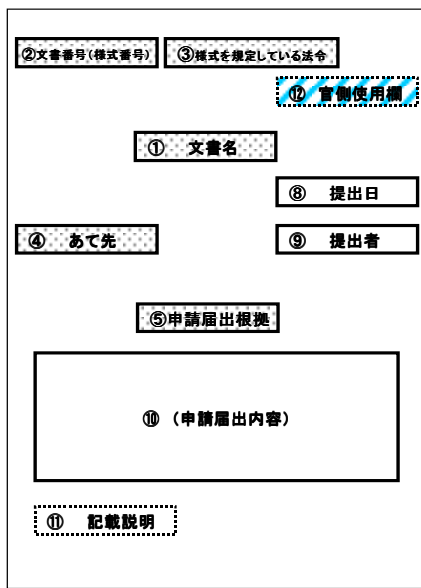 ②文書番号(様式番号) ③様式を規定している法令
⑫ 官側使用欄
① 文書名
⑧ 提出日
④ あて先 ⑨ 提出者
⑤申請届出根拠
⑩ (申請届出内容)
⑪ 記載説明